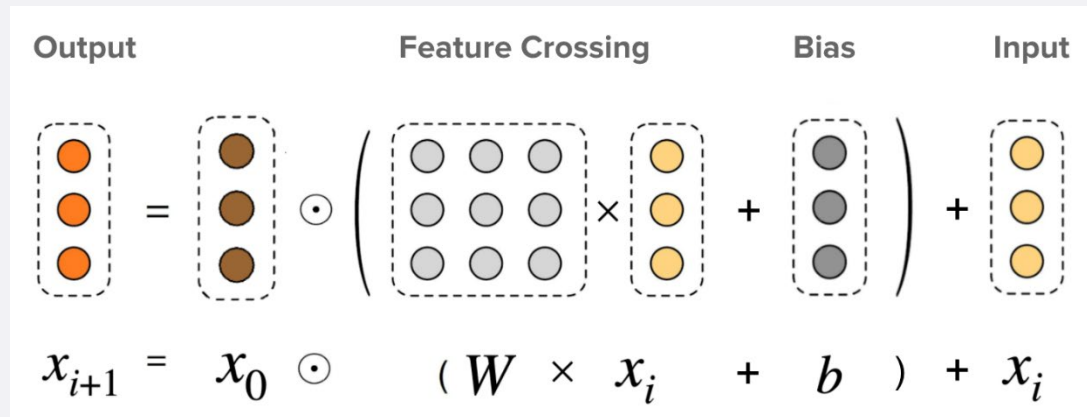 Output Feature Crossing Bias Input
= ⊙ ( × + ) +
x_{i+1} = x_0 ⊙ ( W × x_i + b ) + x_i